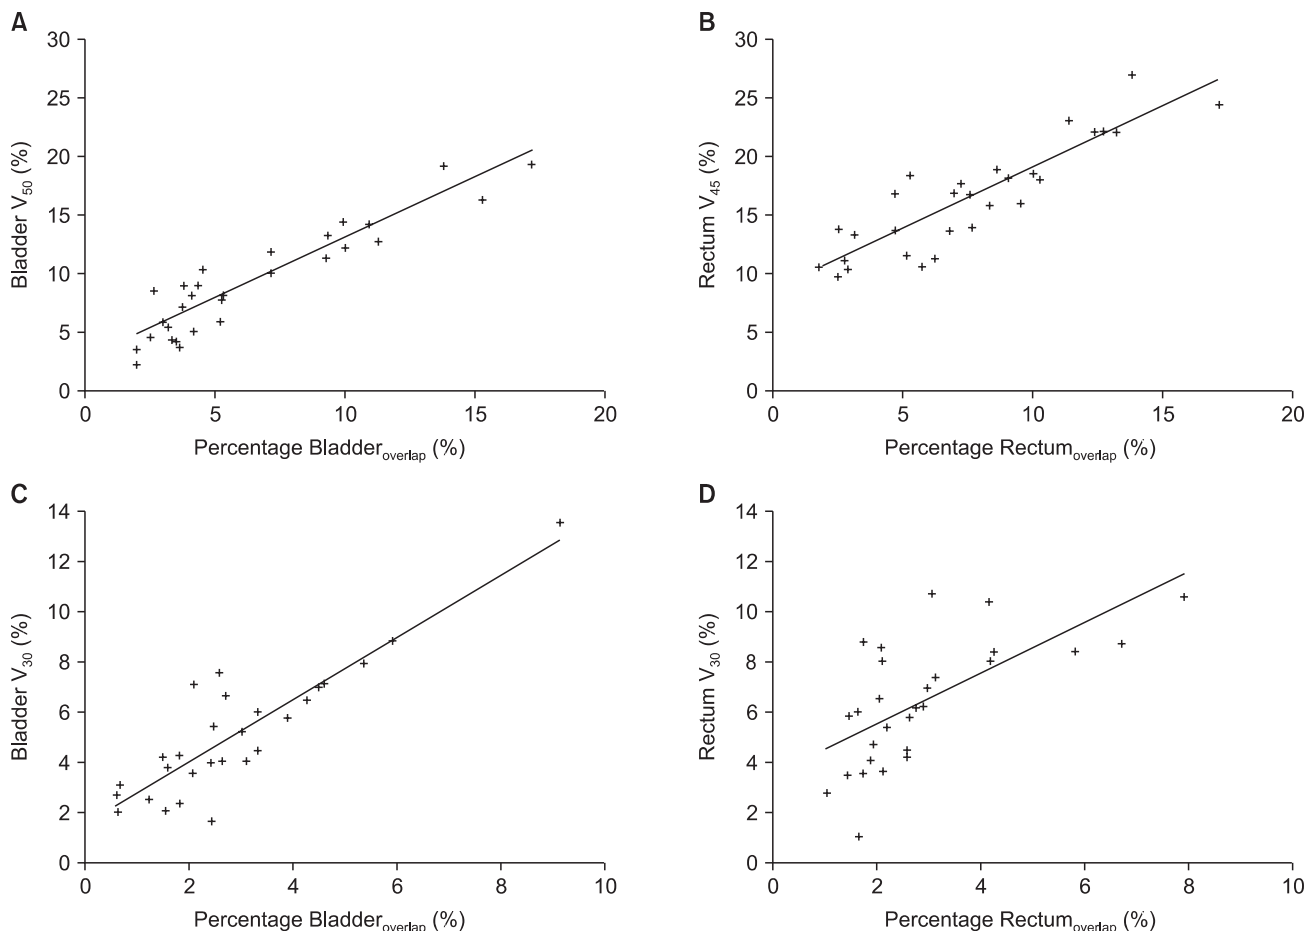 A
30
25
20
15
10
5
0
Bladder V50 (%)
0 5 10 15 20
Percentage Bladderoverlap (%)
B
30
25
20
15
10
5
0
Rectum V45 (%)
0 5 10 15 20
Percentage Rectumoverlap (%)
C
14
12
10
8
6
4
2
0
Bladder V30 (%)
0 2 4 6 8 10
Percentage Bladderoverlap (%)
D
14
12
10
8
6
4
2
0
Rectum V30 (%)
0 2 4 6 8 10
Percentage Rectumoverlap (%)